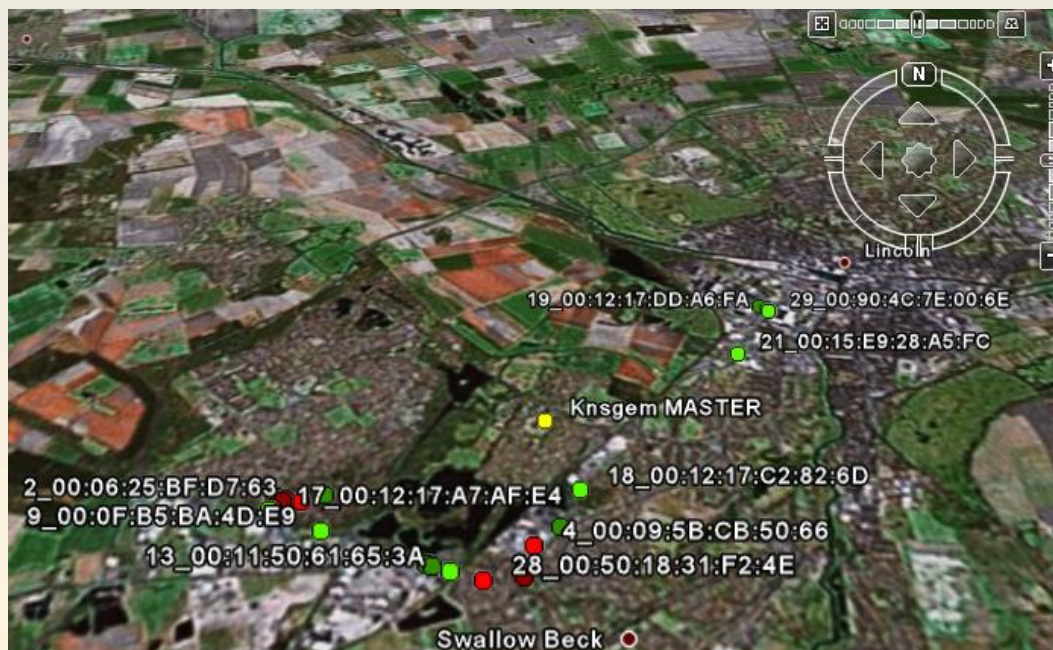 N
Lincoln
19_00:12:17:DD:A6:FA
29_00:90:4C:7E:00:6E
21_00:15:E9:28:A5:FC
Knsgem MASTER
18_00:12:17:C2:82:6D
2_00:06:25:BF:D7:63
17_00:12:17:A7:AF:E4
9_00:0F:B5:BA:4D:E9
4_00:09:5B:CB:50:66
13_00:11:50:61:65:3A
28_00:50:18:31:F2:4E
Swallow Beck